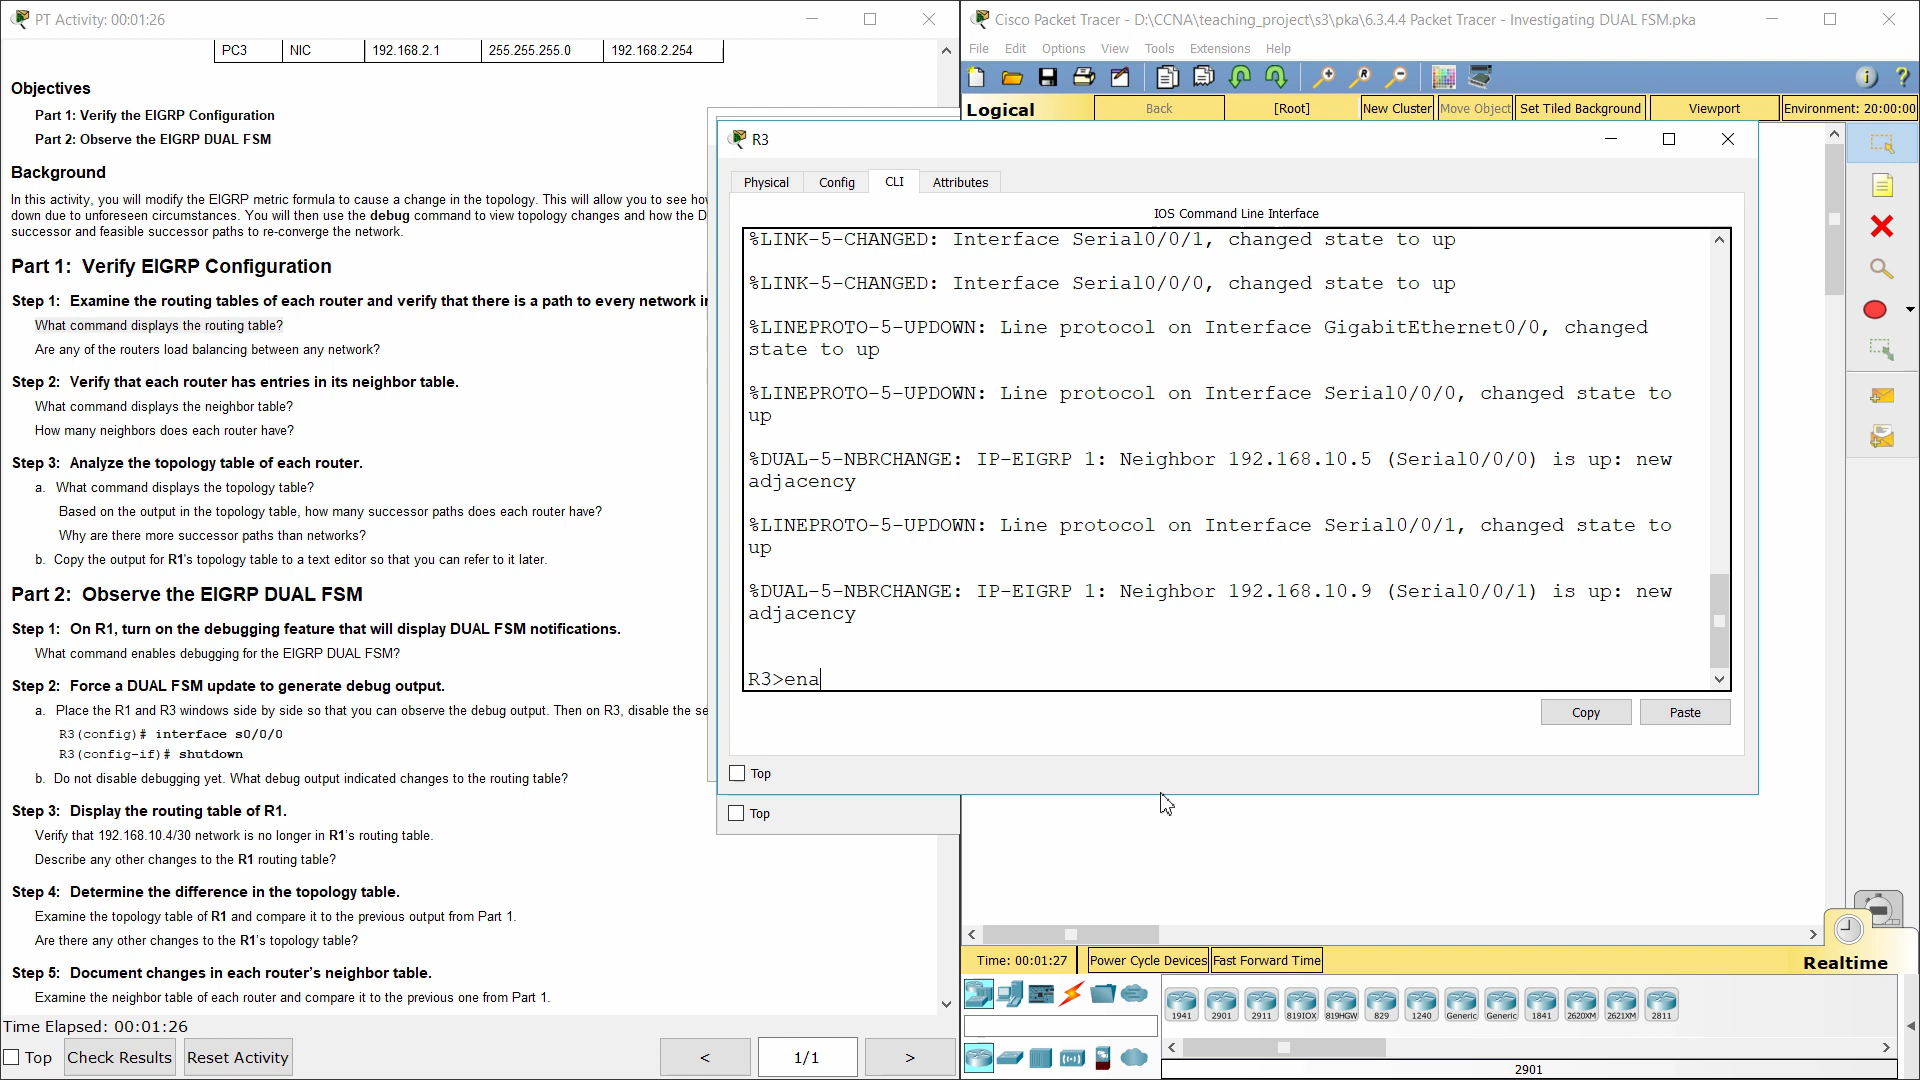 PT Activity: 00:01:26
PC3 NIC 192.168.2.1 255.255.255.0 192.168.2.254
Objectives
Part 1: Verify the EIGRP Configuration
Part 2: Observe the EIGRP DUAL FSM
Background
In this activity, you will modify the EIGRP metric formula to cause a change in the topology. This will allow you to see how
down due to unforeseen circumstances. You will then use the debug command to view topology changes and how the D
successor and feasible successor paths to re-converge the network.
Part 1: Verify EIGRP Configuration
Step 1: Examine the routing tables of each router and verify that there is a path to every network in
What command displays the routing table?
Are any of the routers load balancing between any network?
Step 2: Verify that each router has entries in its neighbor table.
What command displays the neighbor table?
How many neighbors does each router have?
Step 3: Analyze the topology table of each router.
a. What command displays the topology table?
Based on the output in the topology table, how many successor paths does each router have?
Why are there more successor paths than networks?
b. Copy the output for R1's topology table to a text editor so that you can refer to it later.
Part 2: Observe the EIGRP DUAL FSM
Step 1: On R1, turn on the debugging feature that will display DUAL FSM notifications.
What command enables debugging for the EIGRP DUAL FSM?
Step 2: Force a DUAL FSM update to generate debug output.
a. Place the R1 and R3 windows side by side so that you can observe the debug output. Then on R3, disable the se
R3(config)# interface s0/0/0
R3(config-if)# shutdown
b. Do not disable debugging yet. What debug output indicated changes to the routing table?
Step 3: Display the routing table of R1.
Verify that 192.168.10.4/30 network is no longer in R1's routing table.
Describe any other changes to the R1 routing table?
Step 4: Determine the difference in the topology table.
Examine the topology table of R1 and compare it to the previous output from Part 1.
Are there any other changes to the R1's topology table?
Step 5: Document changes in each router's neighbor table.
Examine the neighbor table of each router and compare it to the previous one from Part 1.
Time Elapsed: 00:01:26
Top Check Results Reset Activity < 1/1 >
Cisco Packet Tracer - D:\CCNA\teaching_project\s3\pka\6.3.4.4 Packet Tracer - Investigating DUAL FSM.pka
File Edit Options View Tools Extensions Help
Logical Back [Root] New Cluster Move Object Set Tiled Background Viewport Environment: 20:00:00
R3
Physical Config CLI Attributes
IOS Command Line Interface
%LINK-5-CHANGED: Interface Serial0/0/1, changed state to up
%LINK-5-CHANGED: Interface Serial0/0/0, changed state to up
%LINEPROTO-5-UPDOWN: Line protocol on Interface GigabitEthernet0/0, changed
state to up
%LINEPROTO-5-UPDOWN: Line protocol on Interface Serial0/0/0, changed state to
up
%DUAL-5-NBRCHANGE: IP-EIGRP 1: Neighbor 192.168.10.5 (Serial0/0/0) is up: new
adjacency
%LINEPROTO-5-UPDOWN: Line protocol on Interface Serial0/0/1, changed state to
up
%DUAL-5-NBRCHANGE: IP-EIGRP 1: Neighbor 192.168.10.9 (Serial0/0/1) is up: new
adjacency
R3>ena
Copy Paste
Top
Top
Time: 00:01:27 Power Cycle Devices Fast Forward Time
Realtime
1941 2901 2911 819IOX 819HGW 829 1240 Generic Generic 1841 2620XM 2621XM 2811
2901